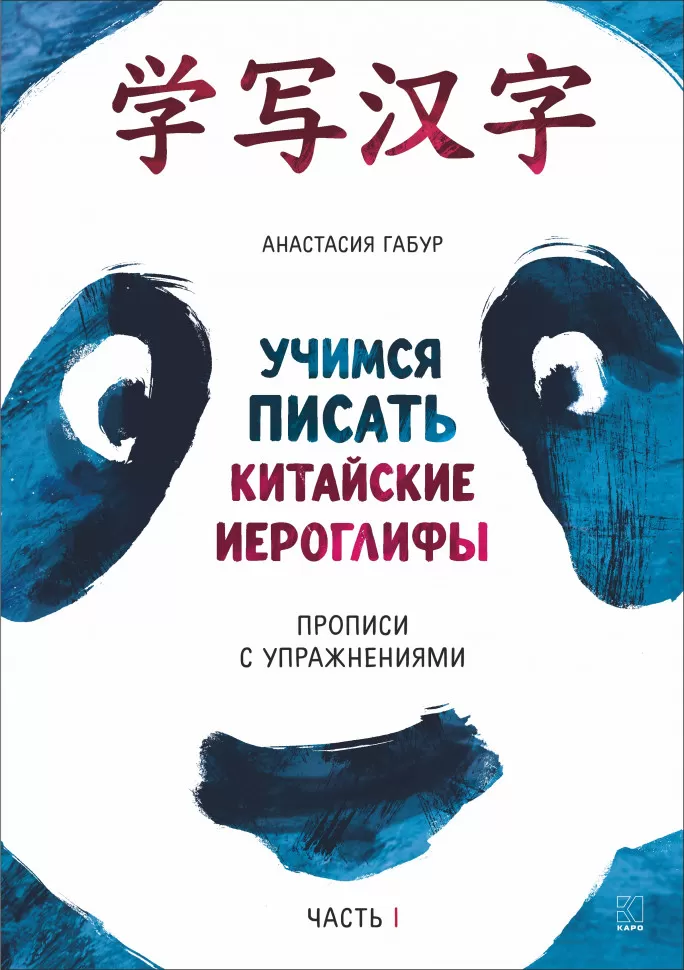 学写汉字
АНАСТАСИЯ ГАБУР
УЧИМСЯ
ПИСАТЬ
КИТАЙСКИЕ
ИЕРОГЛИФЫ
ПРОПИСИ
С УПРАЖНЕНИЯМИ
ЧАСТЬ I
КАРО